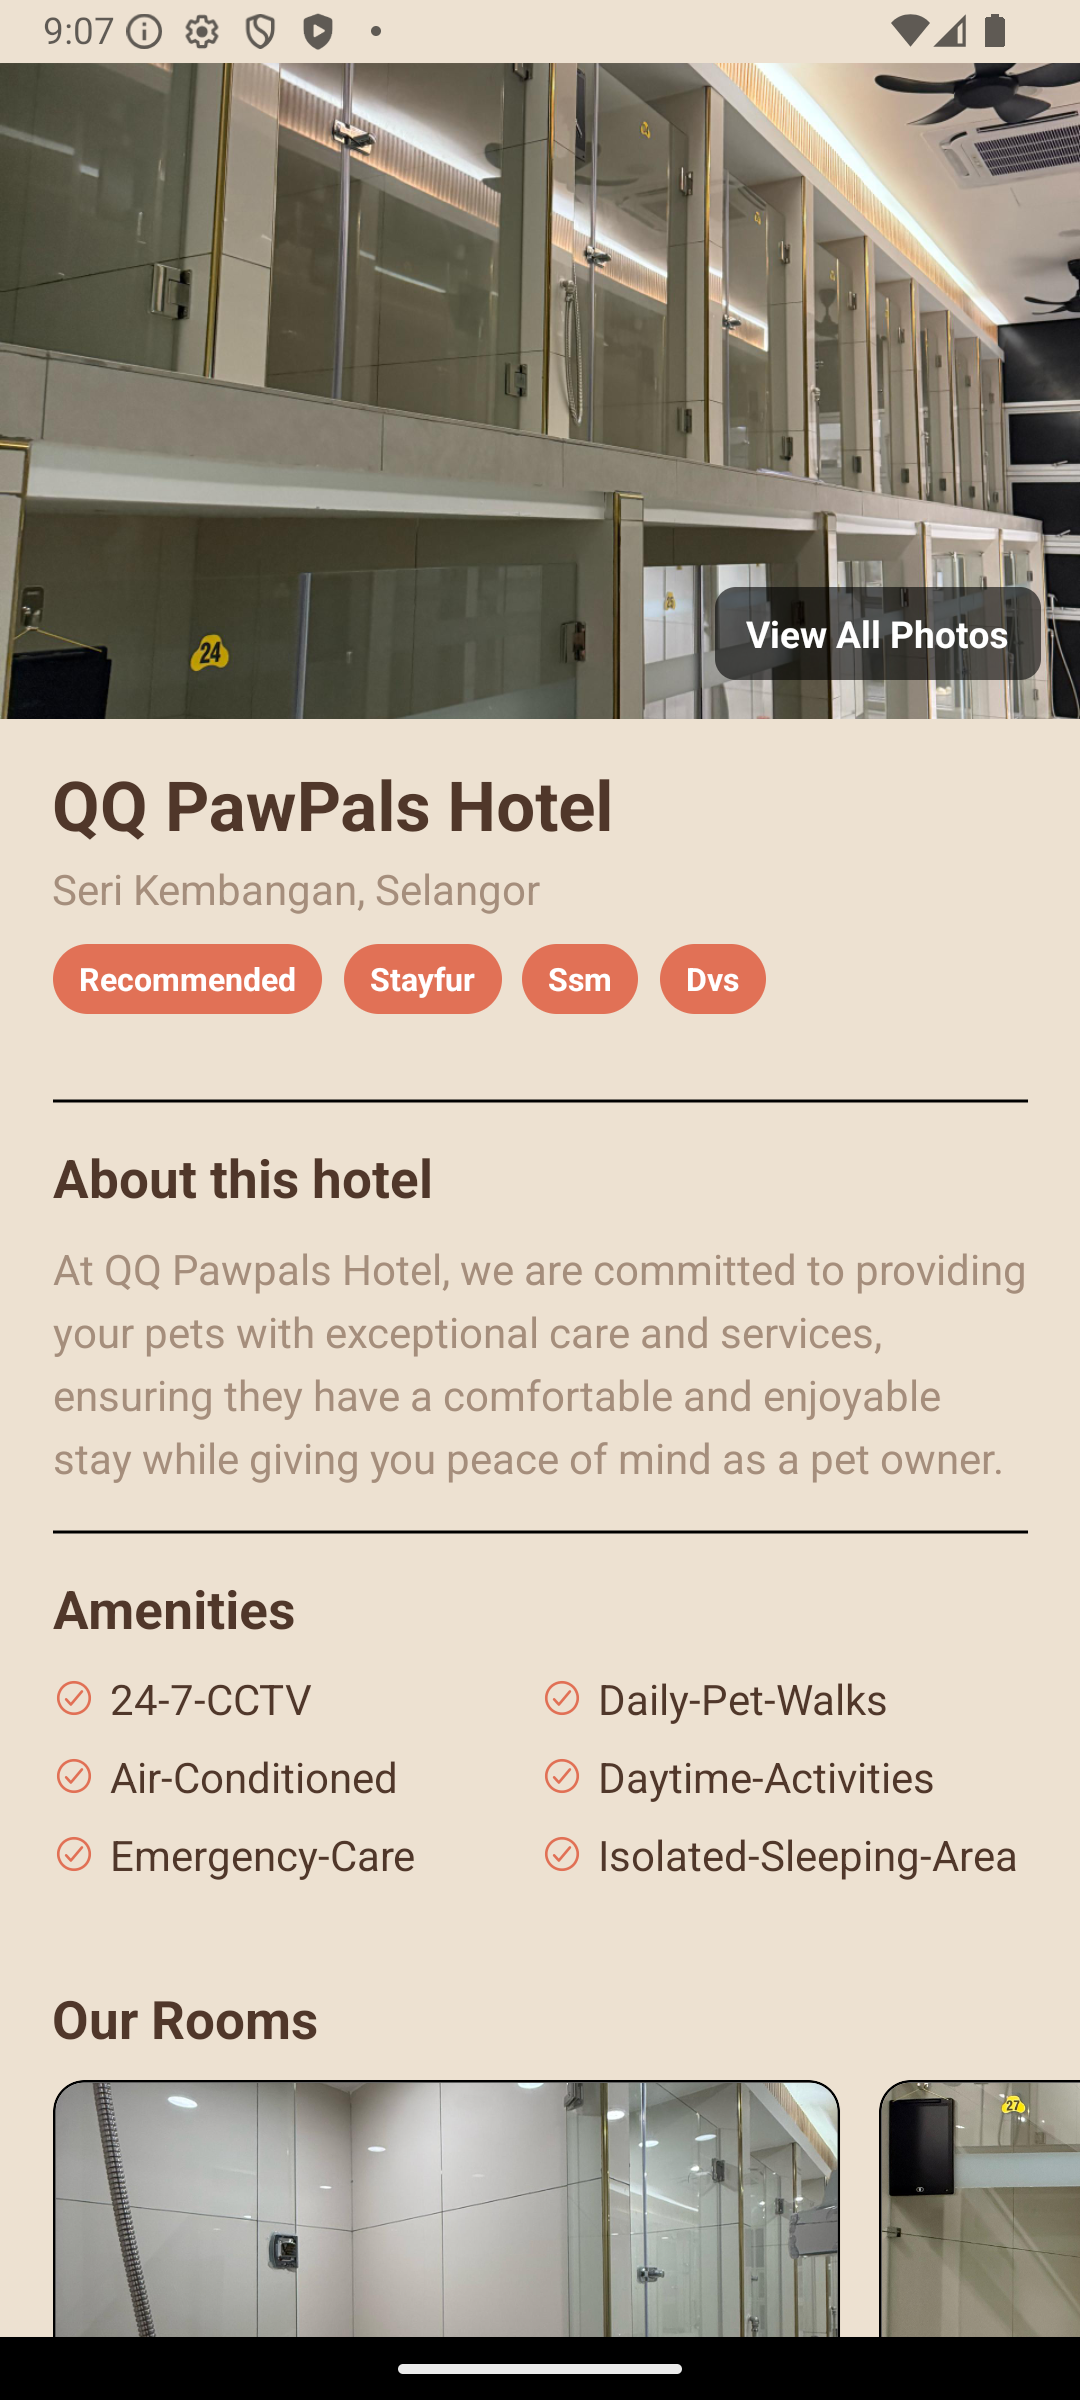 9:07
24
View All Photos
QQ PawPals Hotel
Seri Kembangan, Selangor
Recommended Stayfur Ssm Dvs
About this hotel
At QQ Pawpals Hotel, we are committed to providing
your pets with exceptional care and services,
ensuring they have a comfortable and enjoyable
stay while giving you peace of mind as a pet owner.
Amenities
24-7-CCTV Daily-Pet-Walks
Air-Conditioned Daytime-Activities
Emergency-Care Isolated-Sleeping-Area
Our Rooms
27